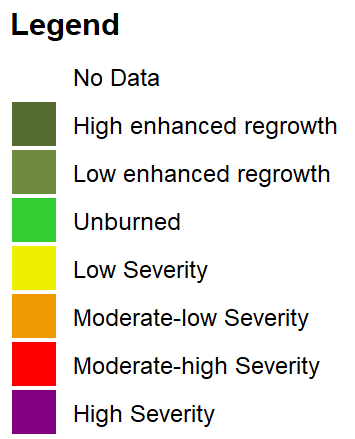 Legend
No Data
High enhanced regrowth
Low enhanced regrowth
Unburned
Low Severity
Moderate-low Severity
Moderate-high Severity
High Severity